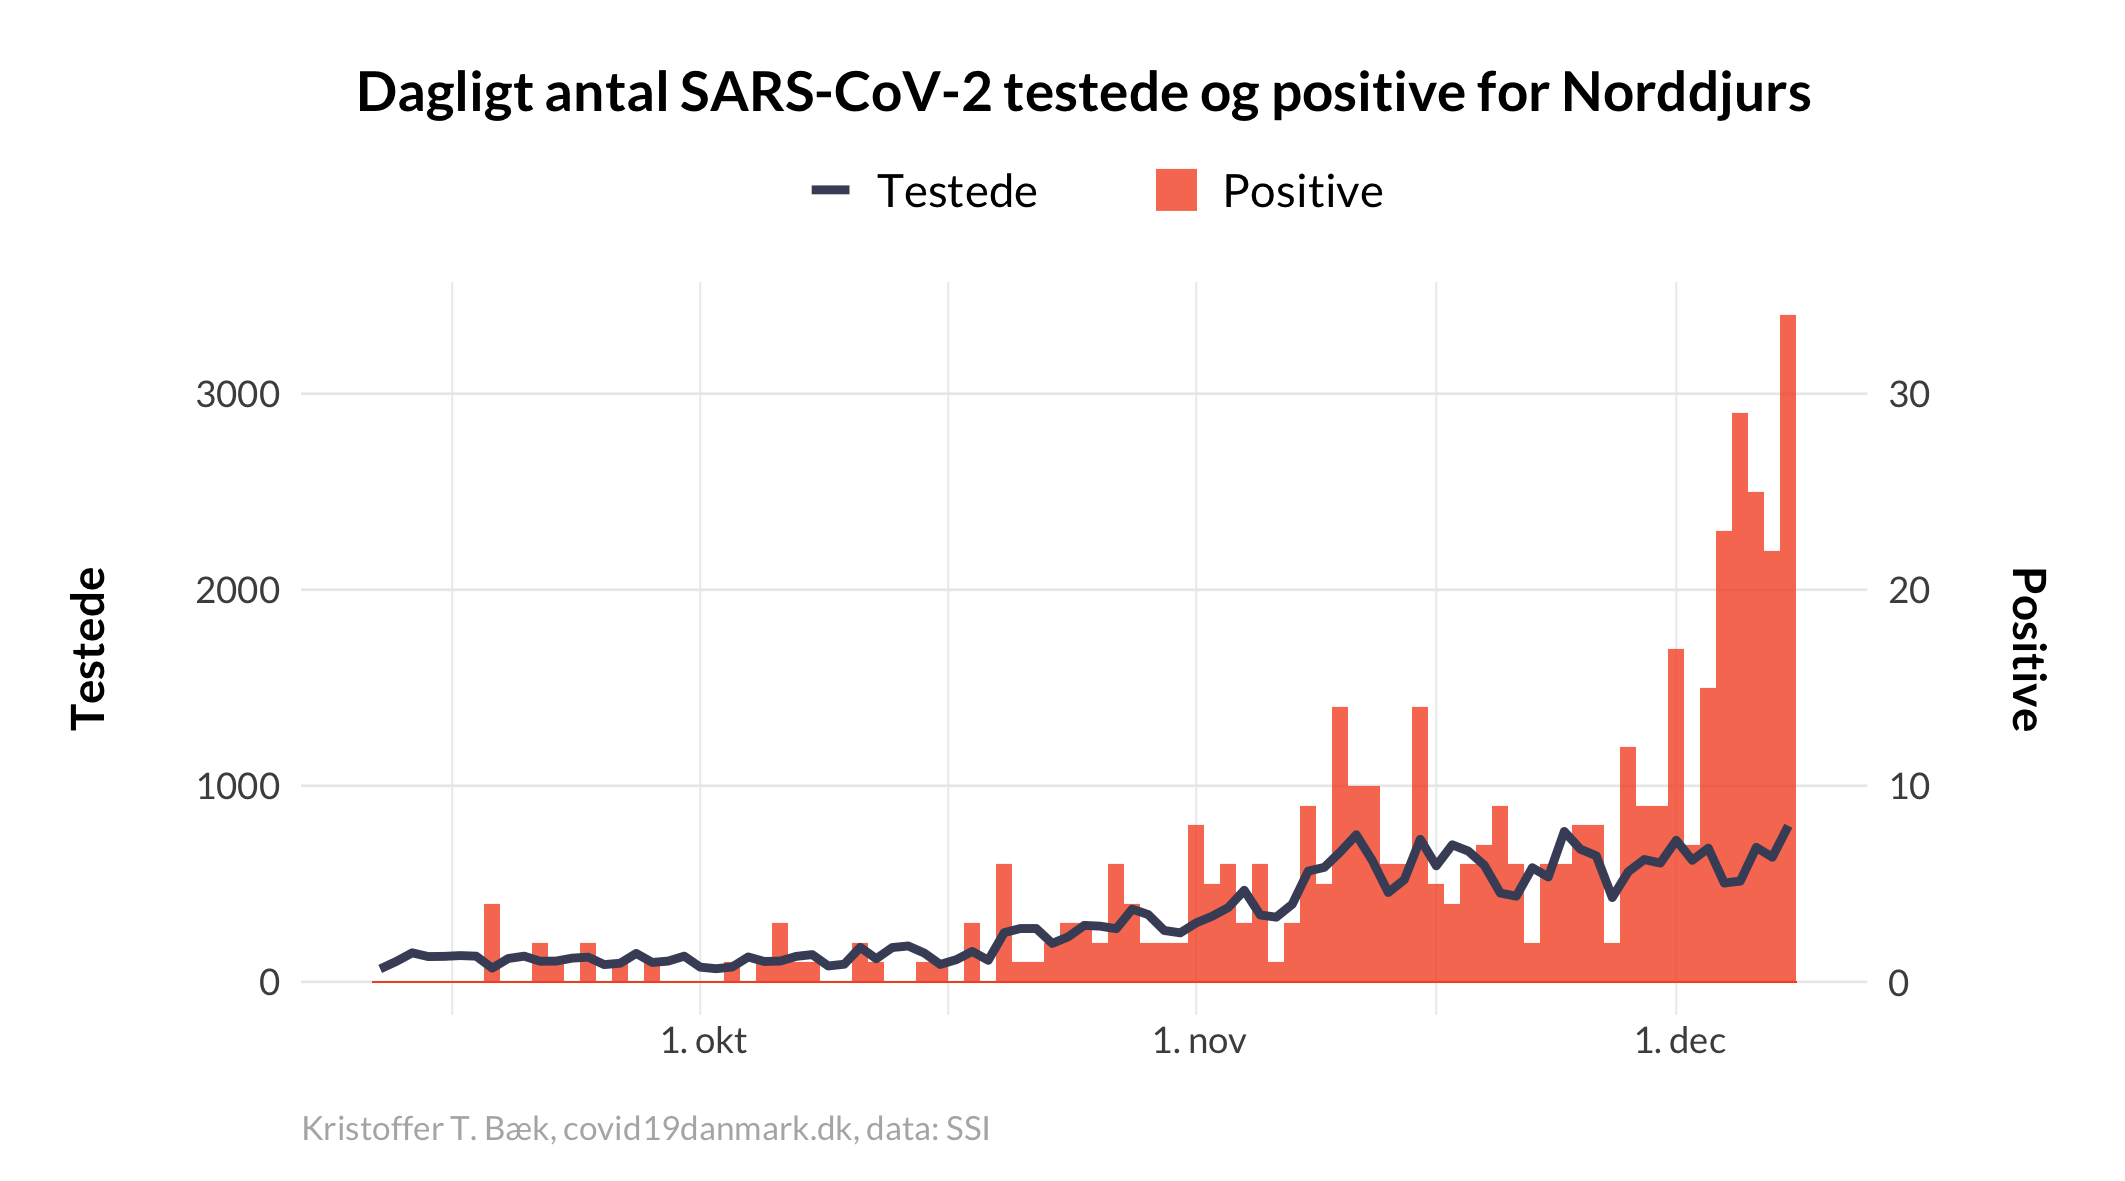 Dagligt antal SARS-CoV-2 testede og positive for Norddjurs
Testede
Positive
3000
2000
1000
0
30
20
10
0
Testede
Positive
1. okt
1. nov
1. dec
Kristoffer T. Bæk, covid19danmark.dk, data: SSI